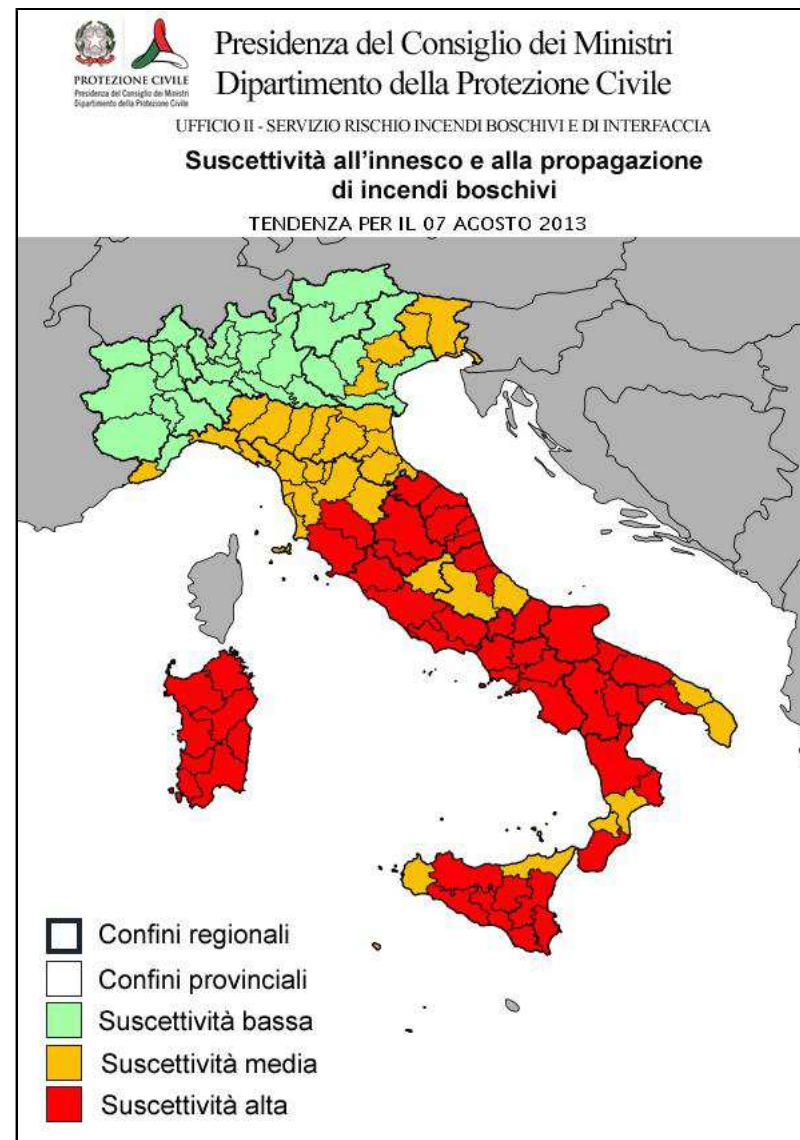 Presidenza del Consiglio dei Ministri
Dipartimento della Protezione Civile
PROTEZIONE CIVILE
Presidenza del Consiglio dei Ministri
Dipartimento della Protezione Civile
UFFICIO II - SERVIZIO RISCHIO INCENDI BOSCHIVI E DI INTERFACCIA
Suscettività all'innesco e alla propagazione
di incendi boschivi
TENDENZA PER IL 07 AGOSTO 2013
Confini regionali
Confini provinciali
Suscettività bassa
Suscettività media
Suscettività alta